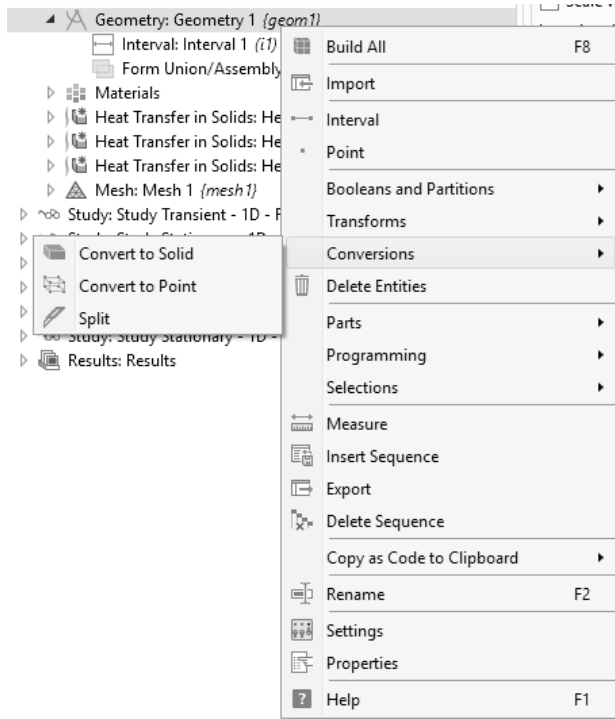 Geometry: Geometry 1 {geom1}
Interval: Interval 1 (i1)
Form Union/Assembly
Materials
Heat Transfer in Solids: He
Heat Transfer in Solids: He
Heat Transfer in Solids: He
Mesh: Mesh 1 {mesh1}
Study: Study Transient - 1D - F
Study: Study Stationary - 1D -
Results: Results
Convert to Solid
Convert to Point
Split
Build All F8
Import
Interval
Point
Booleans and Partitions
Transforms
Conversions
Delete Entities
Parts
Programming
Selections
Measure
Insert Sequence
Export
Delete Sequence
Copy as Code to Clipboard
Rename F2
Settings
Properties
Help F1